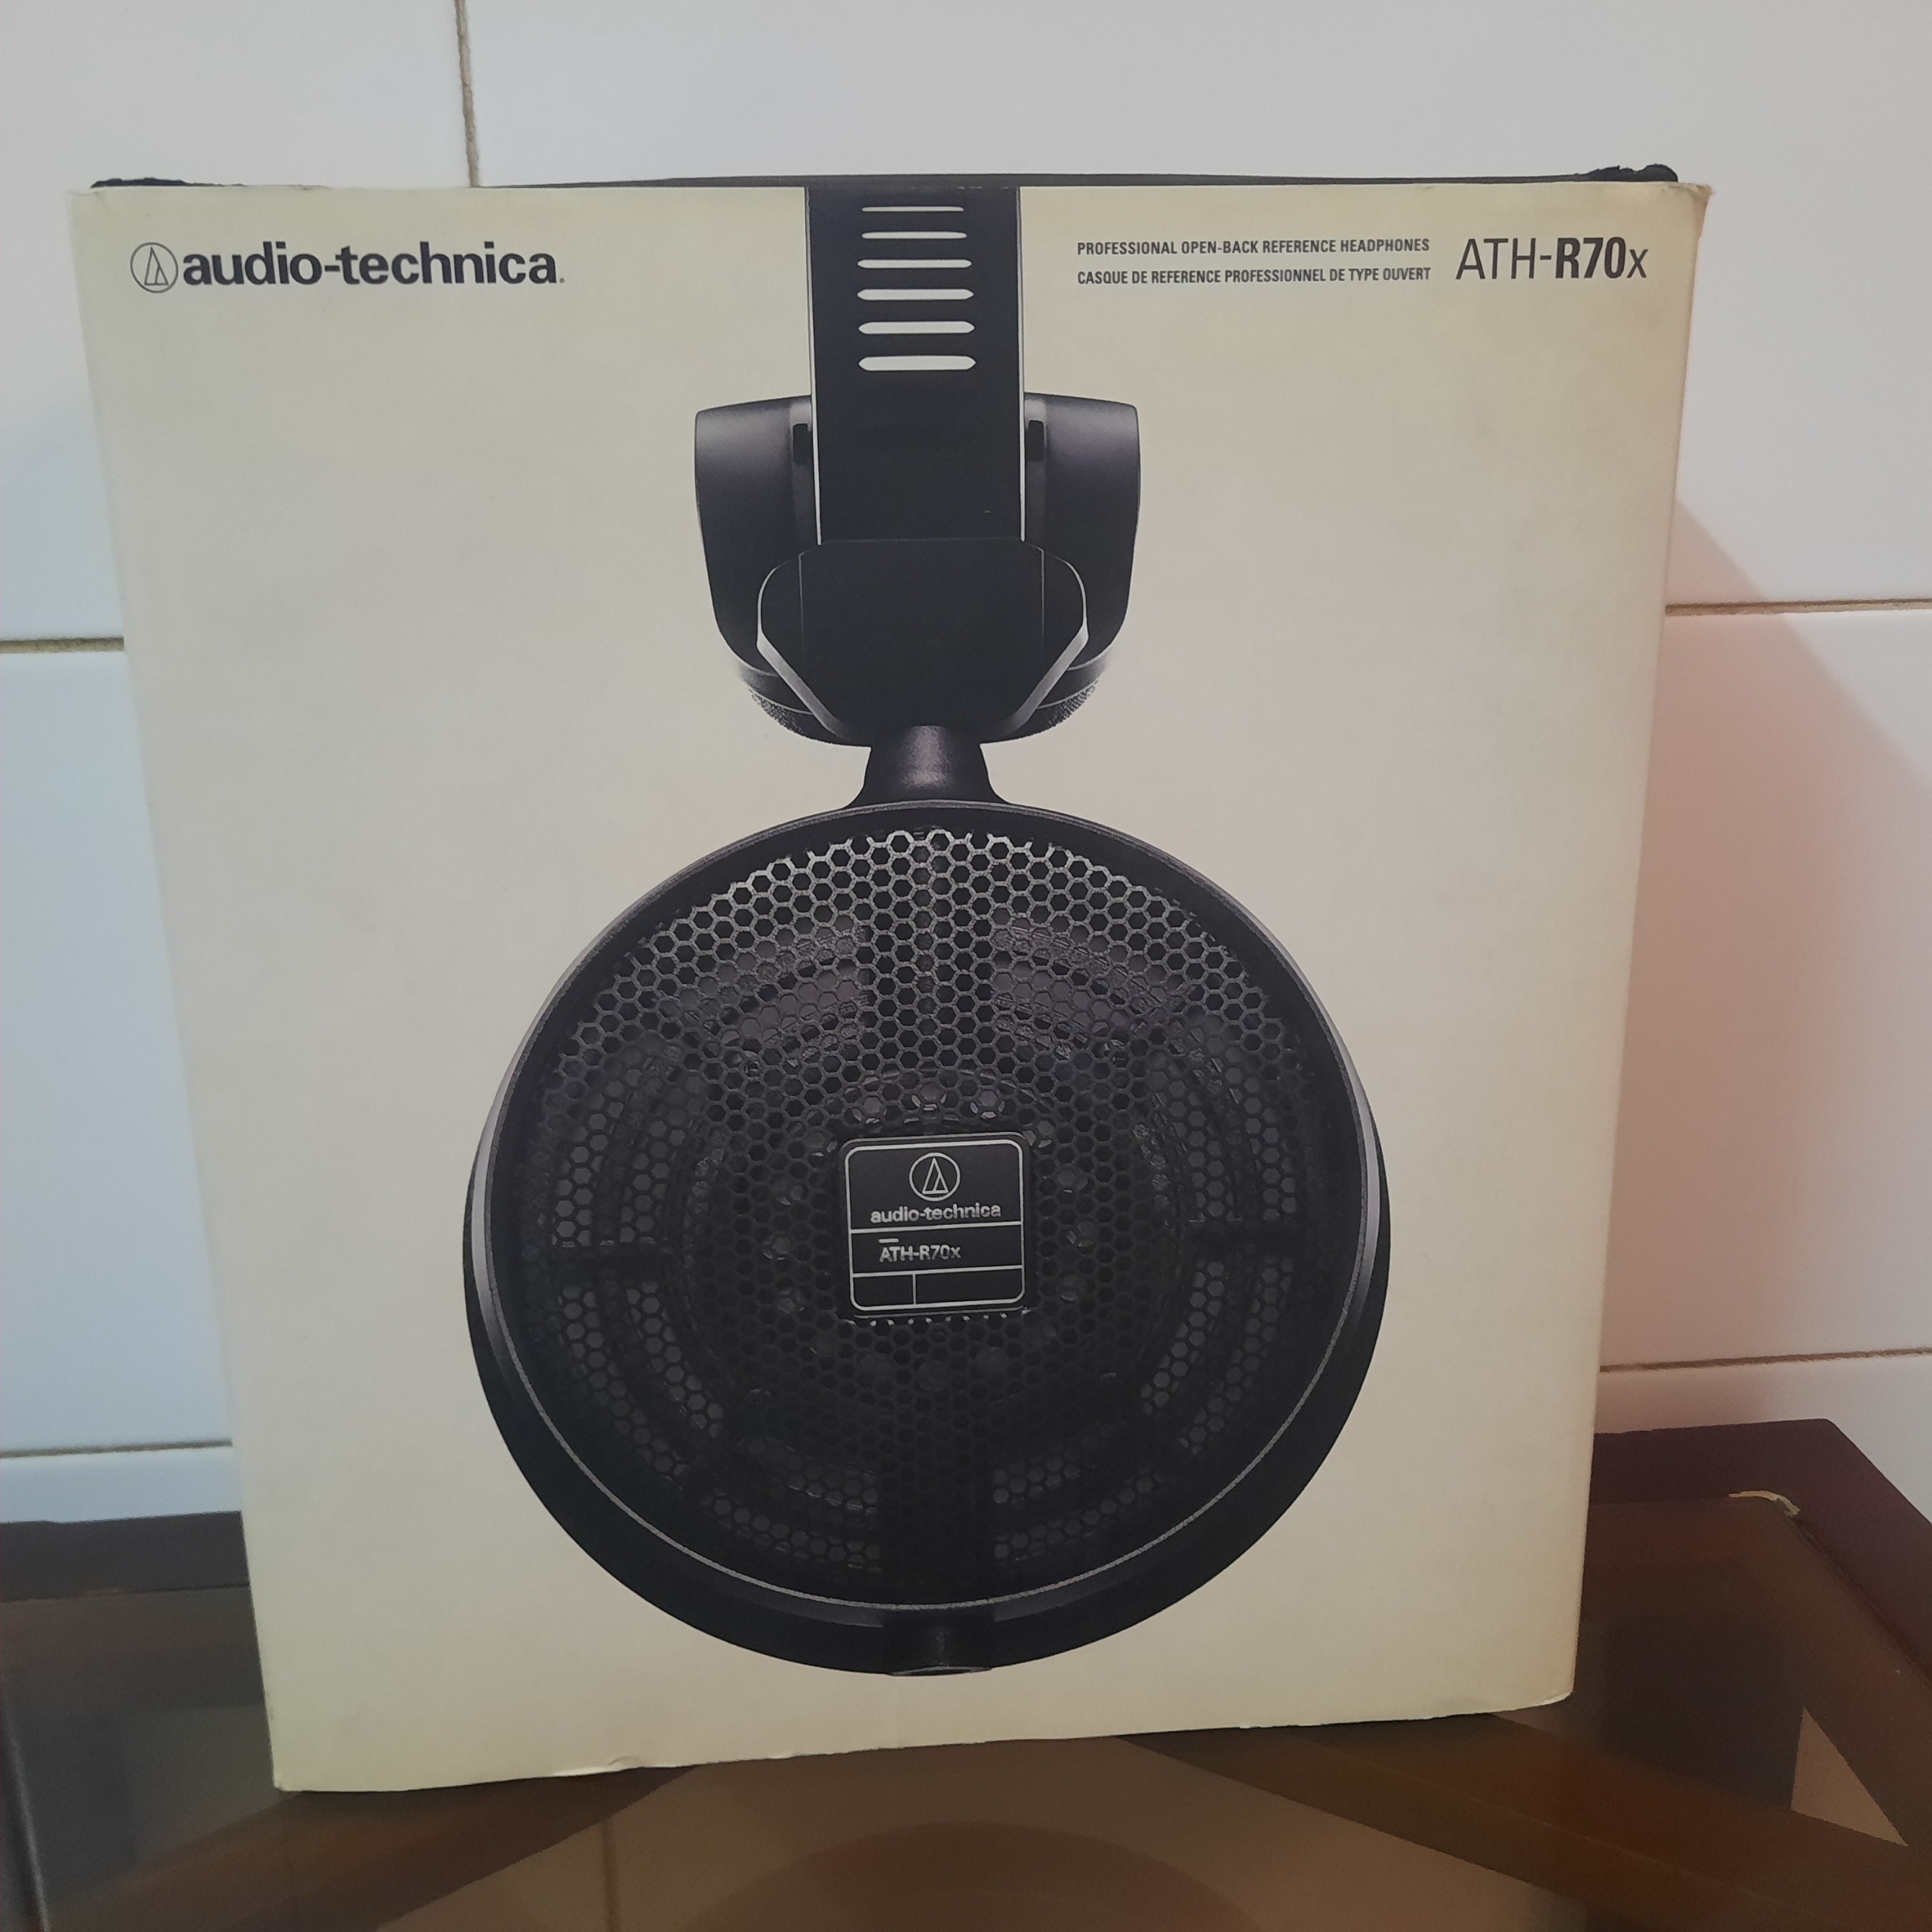 audio-technica
PROFESSIONAL OPEN-BACK REFERENCE HEADPHONES
CASQUE DE REFERENCE PROFESSIONNEL DE TYPE OUVERT
ATH-R70x
audio-technica
ATH-R70x